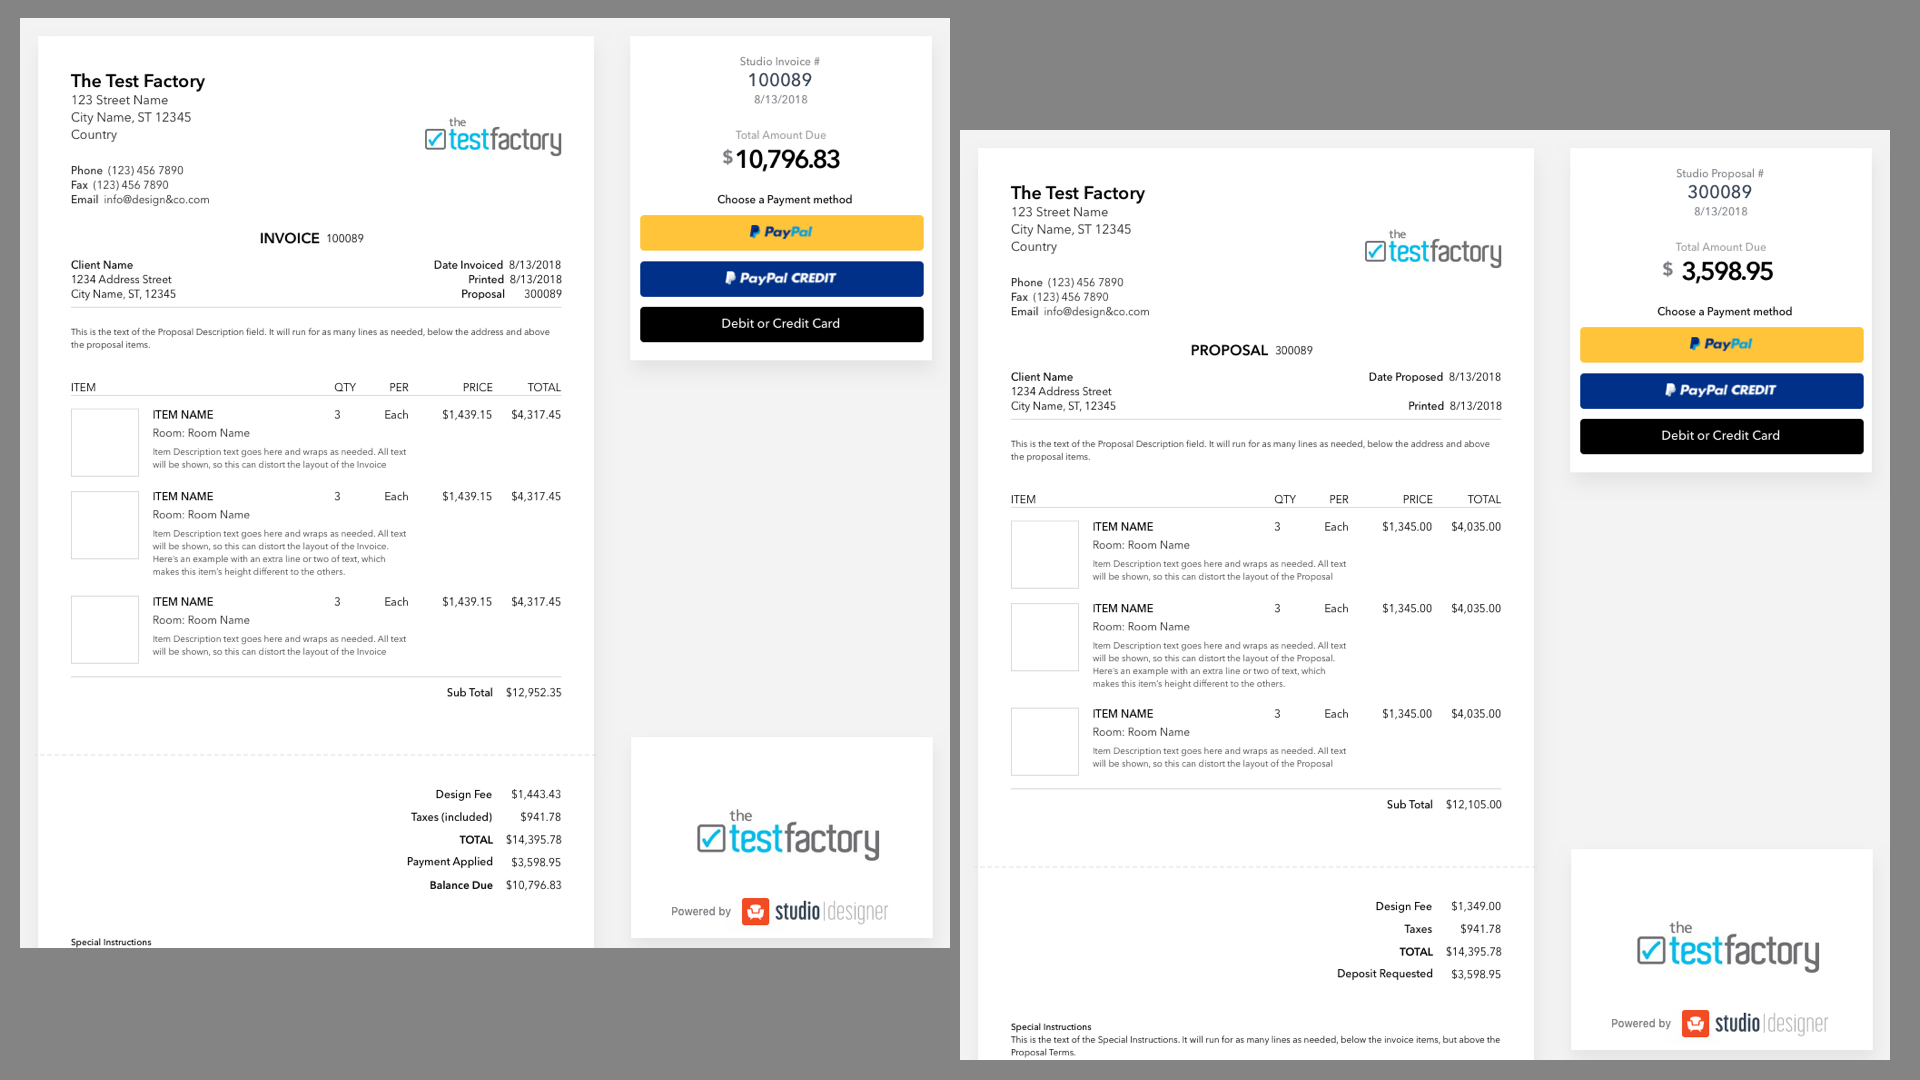 The Test Factory
123 Street Name
City Name, ST 12345
Country
the
testfactory
Phone (123) 456 7890
Fax (123) 456 7890
Email info@design&co.com
INVOICE 100089
Client Name
1234 Address Street
City Name, ST, 12345
Date Invoiced 8/13/2018
Printed 8/13/2018
Proposal 300089
This is the text of the Proposal Description field. It will run for as many lines as needed, below the address and above
the proposal items.
ITEM QTY PER PRICE TOTAL
ITEM NAME 3 Each $1,439.15 $4,317.45
Room: Room Name
Item Description text goes here and wraps as needed. All text
will be shown, so this can distort the layout of the Invoice
ITEM NAME 3 Each $1,439.15 $4,317.45
Room: Room Name
Item Description text goes here and wraps as needed. All text
will be shown, so this can distort the layout of the Invoice.
Here's an example with an extra line or two of text, which
makes this item's height different to the others.
ITEM NAME 3 Each $1,439.15 $4,317.45
Room: Room Name
Item Description text goes here and wraps as needed. All text
will be shown, so this can distort the layout of the Invoice
Sub Total $12,952.35
Design Fee $1,443.43
Taxes (included) $941.78
TOTAL $14,395.78
Payment Applied $3,598.95
Balance Due $10,796.83
Special Instructions
Studio Invoice #
100089
8/13/2018
Total Amount Due
$10,796.83
Choose a Payment method
PayPal
PayPal CREDIT
Debit or Credit Card
the
testfactory
Powered by studio|designer
The Test Factory
123 Street Name
City Name, ST 12345
Country
the
testfactory
Phone (123) 456 7890
Fax (123) 456 7890
Email info@design&co.com
PROPOSAL 300089
Client Name
1234 Address Street
City Name, ST, 12345
Date Proposed 8/13/2018
Printed 8/13/2018
This is the text of the Proposal Description field. It will run for as many lines as needed, below the address and above
the proposal items.
ITEM QTY PER PRICE TOTAL
ITEM NAME 3 Each $1,345.00 $4,035.00
Room: Room Name
Item Description text goes here and wraps as needed. All text
will be shown, so this can distort the layout of the Proposal
ITEM NAME 3 Each $1,345.00 $4,035.00
Room: Room Name
Item Description text goes here and wraps as needed. All text
will be shown, so this can distort the layout of the Proposal.
Here's an example with an extra line or two of text, which
makes this item's height different to the others.
ITEM NAME 3 Each $1,345.00 $4,035.00
Room: Room Name
Item Description text goes here and wraps as needed. All text
will be shown, so this can distort the layout of the Proposal
Sub Total $12,105.00
Design Fee $1,349.00
Taxes $941.78
TOTAL $14,395.78
Deposit Requested $3,598.95
Special Instructions
This is the text of the Special Instructions. It will run for as many lines as needed, below the invoice items, but above the
Proposal Terms.
Studio Proposal #
300089
8/13/2018
Total Amount Due
$ 3,598.95
Choose a Payment method
PayPal
PayPal CREDIT
Debit or Credit Card
the
testfactory
Powered by studio|designer